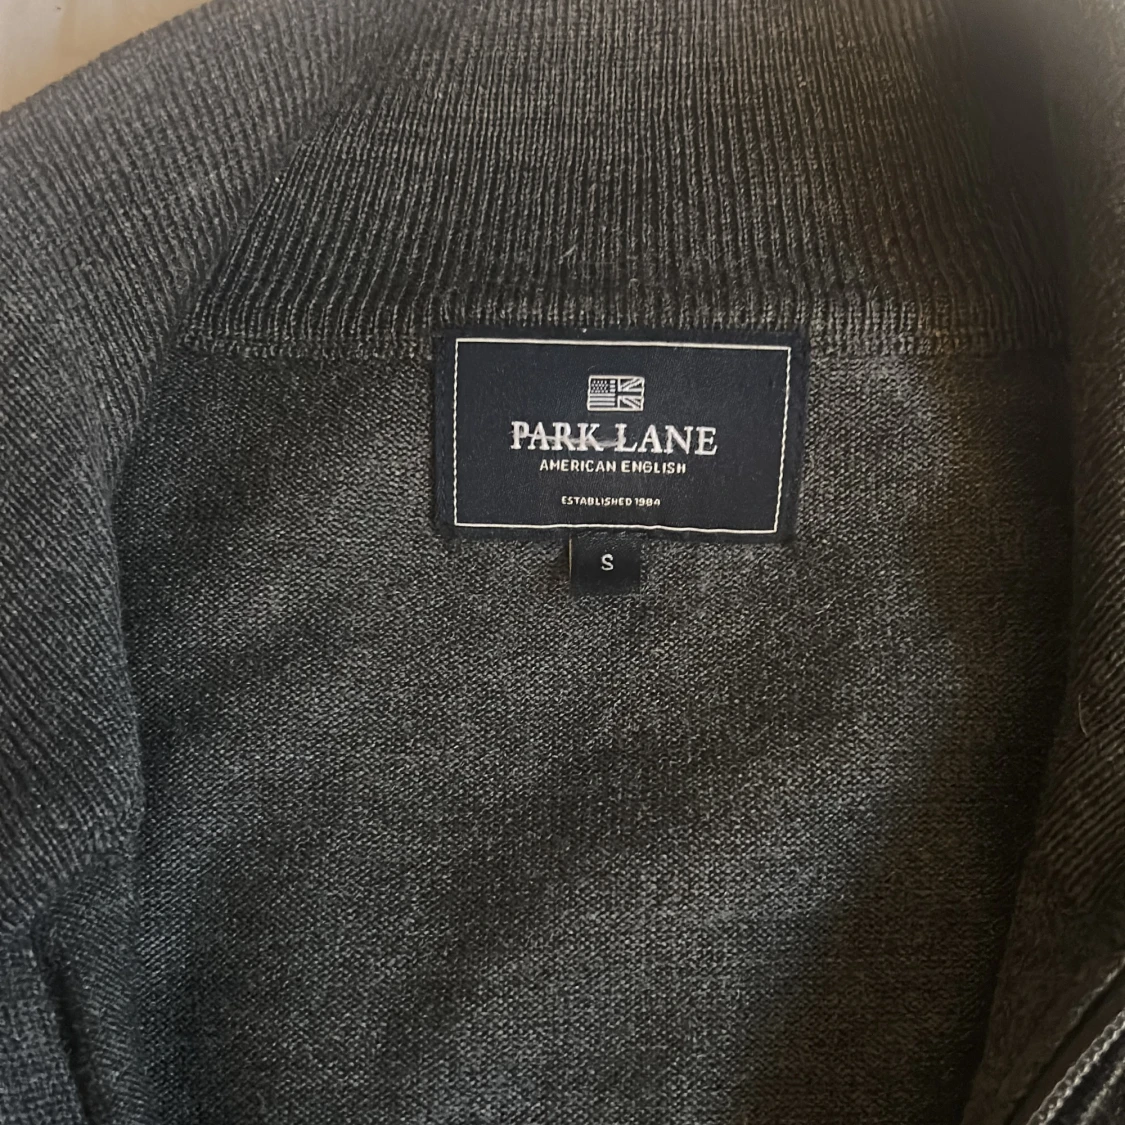 PARK LANE
AMERICAN ENGLISH
ESTABLISHED 1984
S